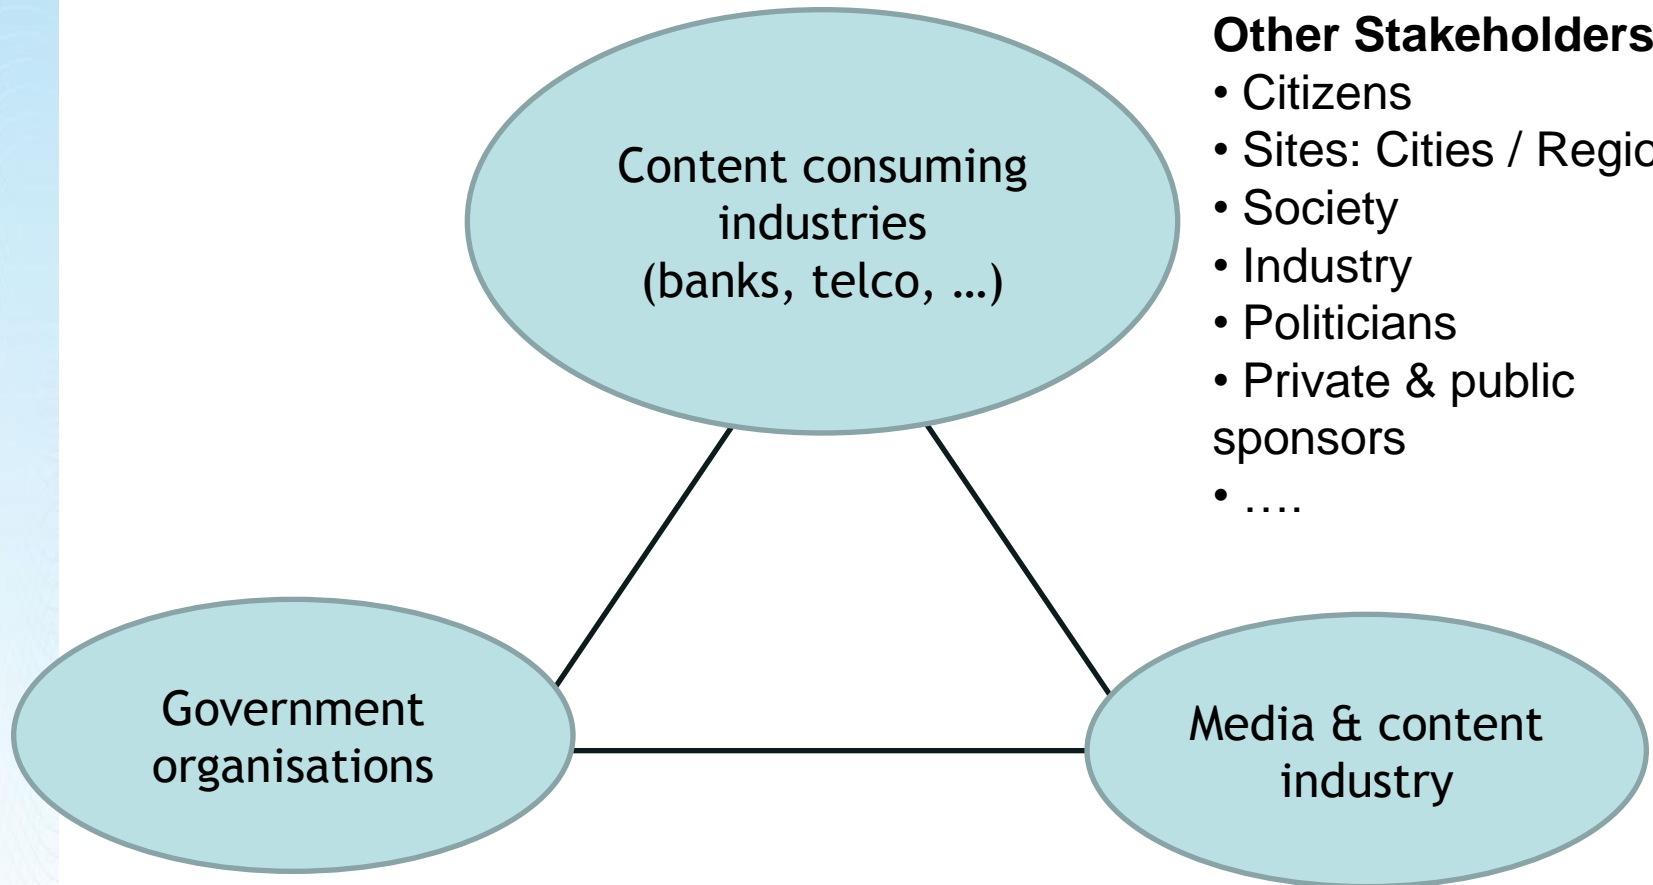 Other Stakeholders
• Citizens
• Sites: Cities / Regio
• Society
• Industry
• Politicians
• Private & public
sponsors
• ….
Content consuming
industries
(banks, telco, …)
Government
organisations
Media & content
industry